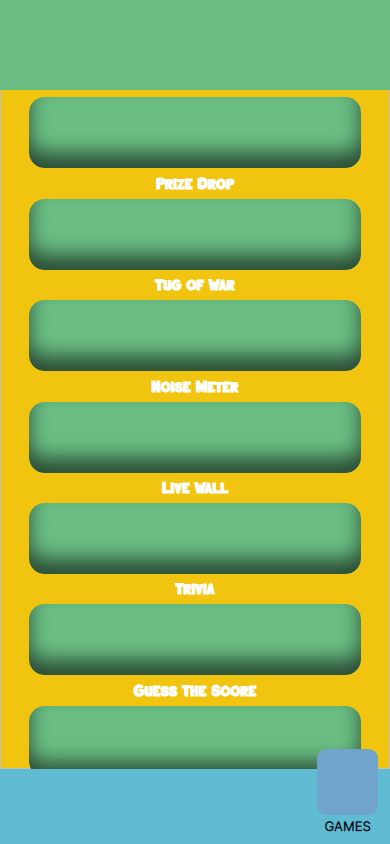 Prize Drop
Tug of War
Noise Meter
Live Wall
Trivia
Guess the Score
GAMES